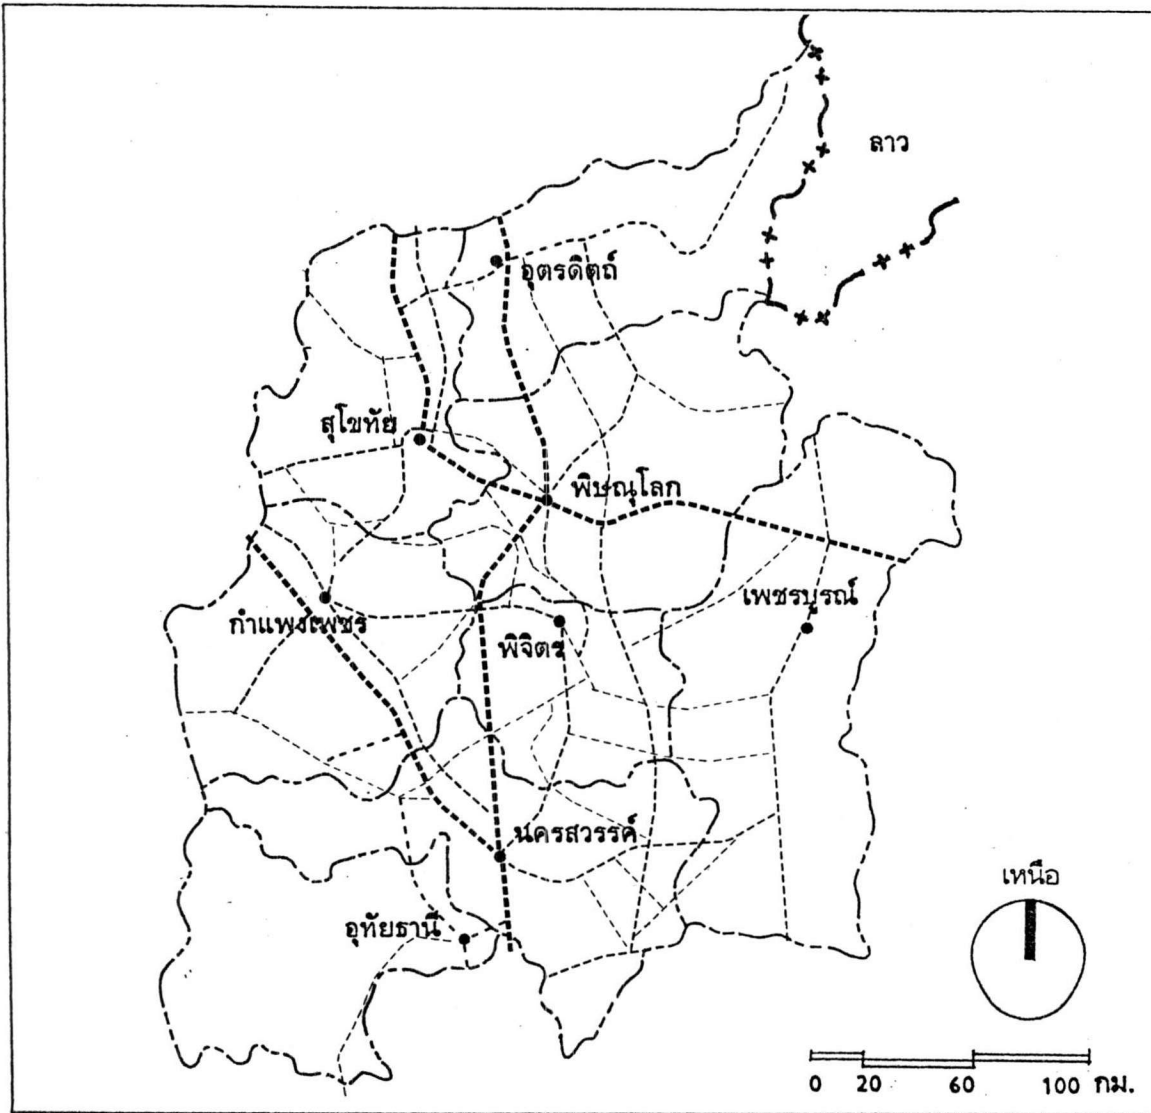 ลาว
อุตรดิตถ์
สุโขทัย
พิษณุโลก
เพชรบูรณ์
กำแพงเพชร
พิจิตร
นครสวรรค์
เหนือ
อุทัยธานี
0 20 60 100 กม.